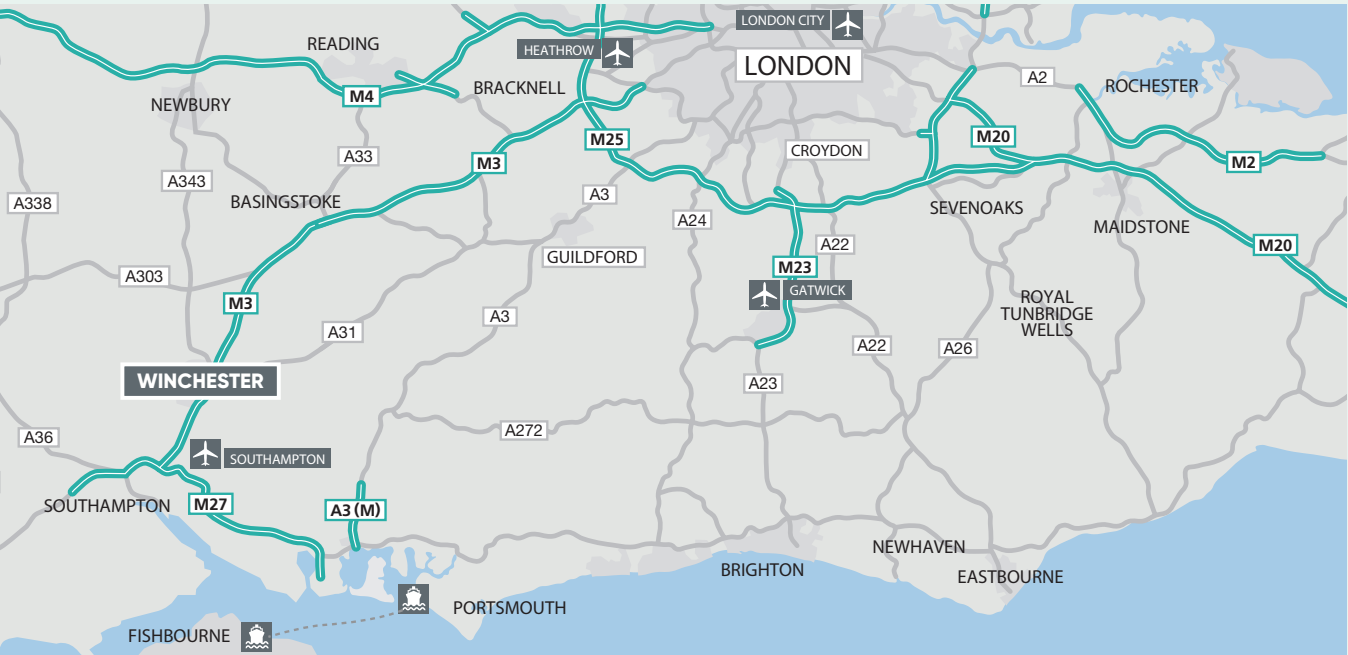 LONDON CITY
READING
HEATHROW
LONDON
A2
ROCHESTER
BRACKNELL
M4
NEWBURY
M25
M20
CROYDON
A33
M3
M2
A343
A3
BASINGSTOKE
A338
A24
SEVENOAKS
MAIDSTONE
A22
M20
GUILDFORD
M23
A303
GATWICK
M3
ROYAL
TUNBRIDGE
WELLS
A3
A31
A22
A26
WINCHESTER
A23
A272
A36
SOUTHAMPTON
SOUTHAMPTON
M27
A3 (M)
NEWHAVEN
BRIGHTON
EASTBOURNE
PORTSMOUTH
FISHBOURNE